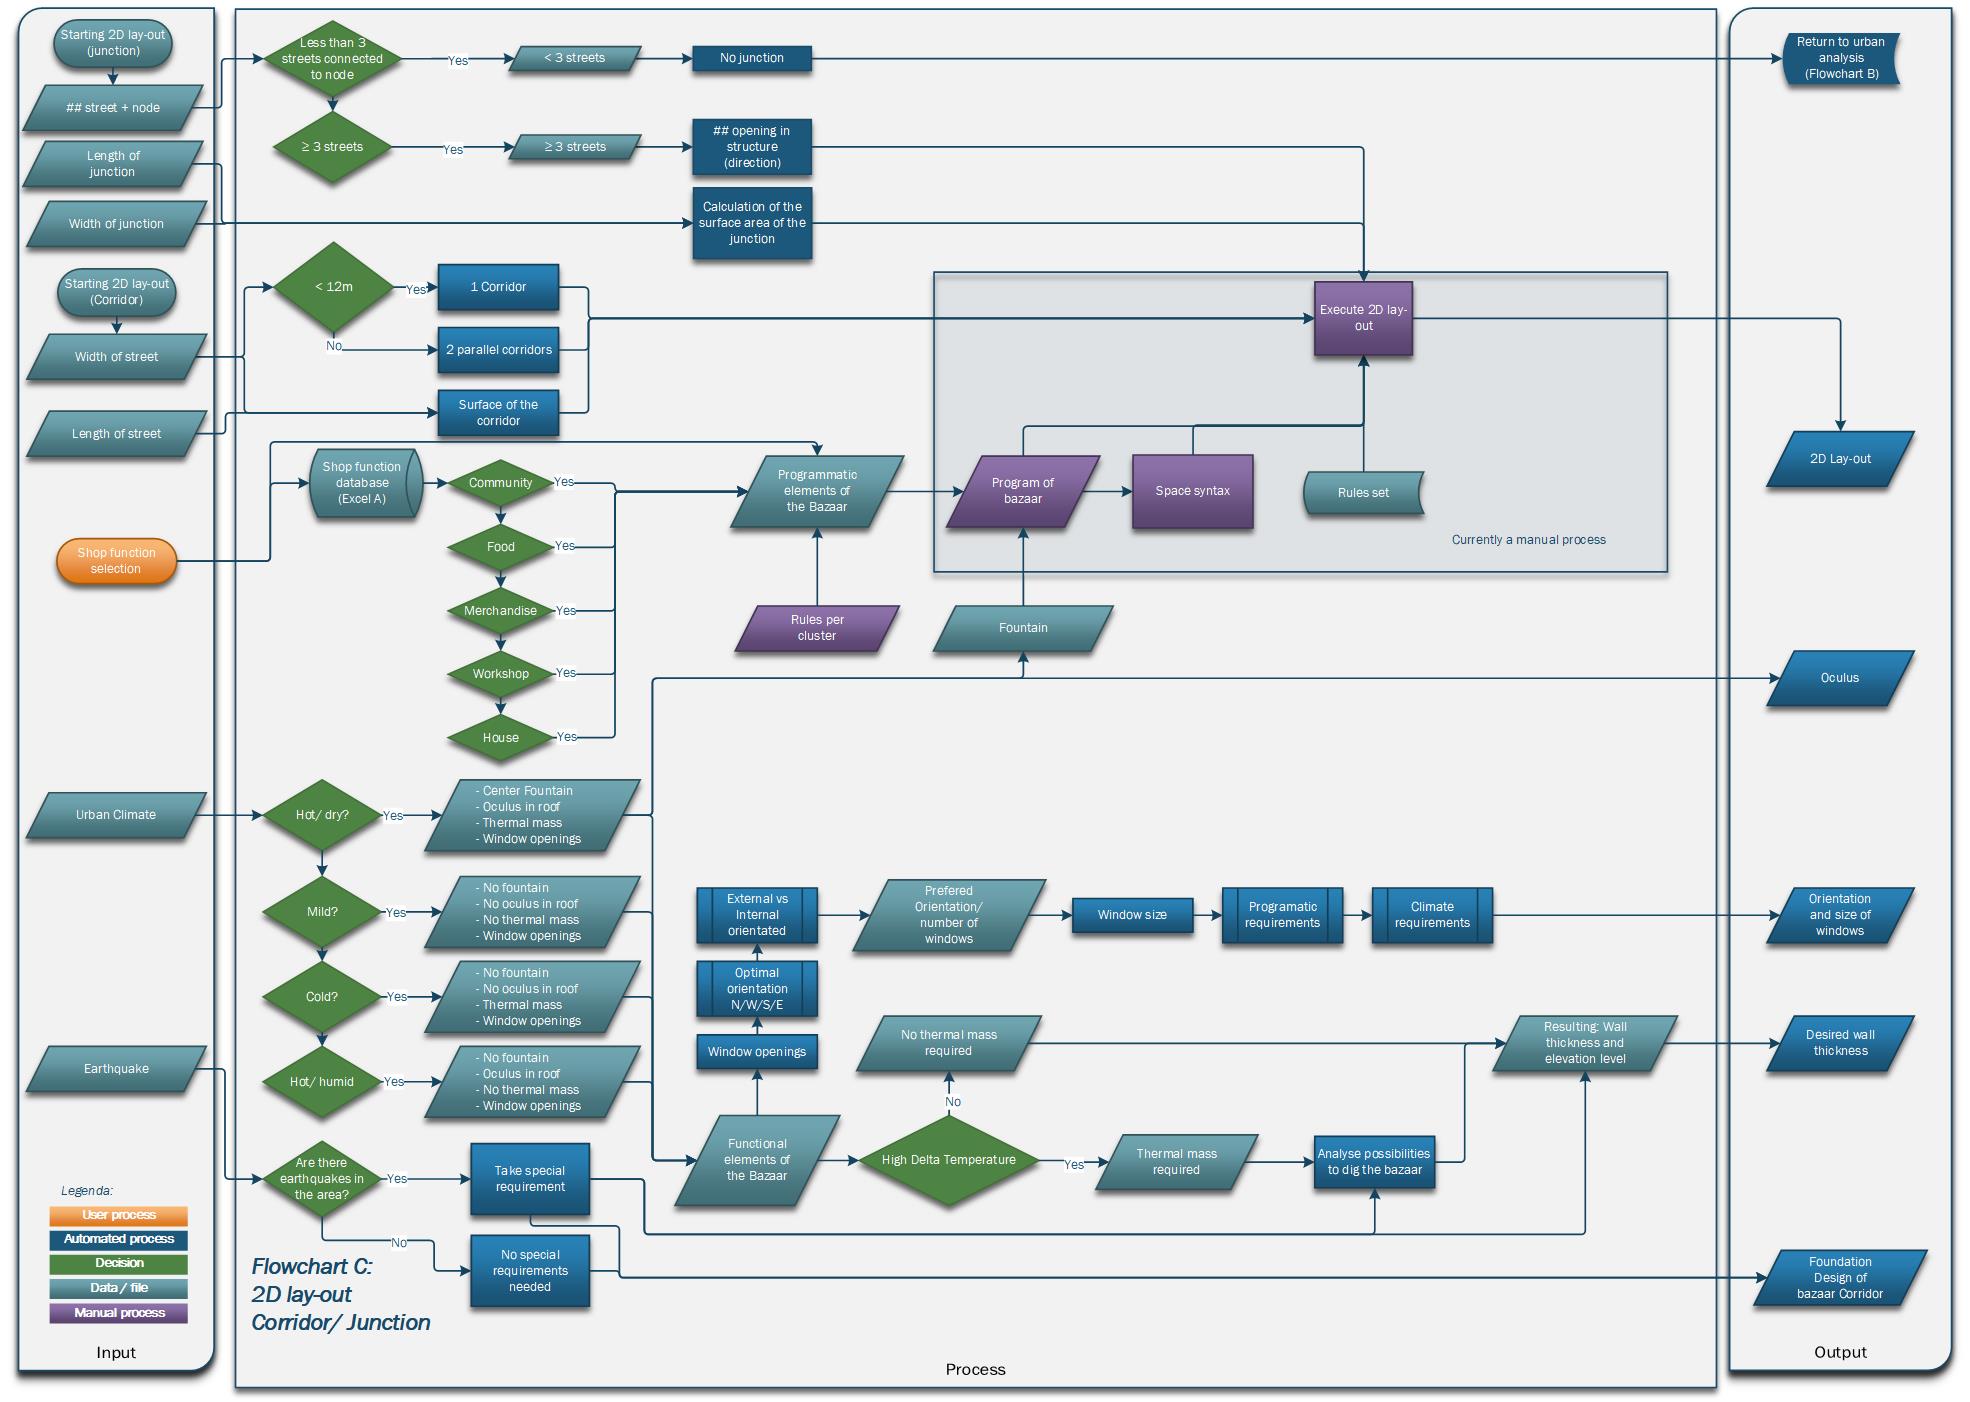 Starting 2D lay-out
(junction)
## street + node
Length of
junction
Width of junction
Starting 2D lay-out
(Corridor)
Width of street
Length of street
Shop function
selection
Urban Climate
Earthquake
Legenda:
User process
Automated process
Decision
Data / file
Manual process
Input
Less than 3
streets connected
to node
Yes
< 3 streets
No junction
≥ 3 streets
Yes
≥ 3 streets
## opening in
structure
(direction)
Calculation of the
surface area of the
junction
< 12m
Yes
1 Corridor
No
2 parallel corridors
Surface of the
corridor
Execute 2D lay-
out
Shop function
database
(Excel A)
Community
Yes
Food
Yes
Merchandise
Yes
Workshop
Yes
House
Yes
Programmatic
elements of
the Bazaar
Rules per
cluster
Program of
bazaar
Space syntax
Rules set
Currently a manual process
Fountain
Hot/ dry?
Yes
- Center Fountain
- Oculus in roof
- Thermal mass
- Window openings
Mild?
Yes
- No fountain
- No oculus in roof
- No thermal mass
- Window openings
Cold?
Yes
- No fountain
- No oculus in roof
- Thermal mass
- Window openings
Hot/ humid
Yes
- No fountain
- Oculus in roof
- No thermal mass
- Window openings
External vs
Internal
orientated
Optimal
orientation
N/W/S/E
Window openings
Prefered
Orientation/
number of
windows
Window size
Programatic
requirements
Climate
requirements
No thermal mass
required
No
Functional
elements of
the Bazaar
High Delta Temperature
Yes
Thermal mass
required
Analyse possibilities
to dig the bazaar
Resulting: Wall
thickness and
elevation level
Are there
earthquakes in
the area?
Yes
Take special
requirement
No
No special
requirements
needed
Flowchart C:
2D lay-out
Corridor/ Junction
Process
Return to urban
analysis
(Flowchart B)
2D Lay-out
Oculus
Orientation
and size of
windows
Desired wall
thickness
Foundation
Design of
bazaar Corridor
Output